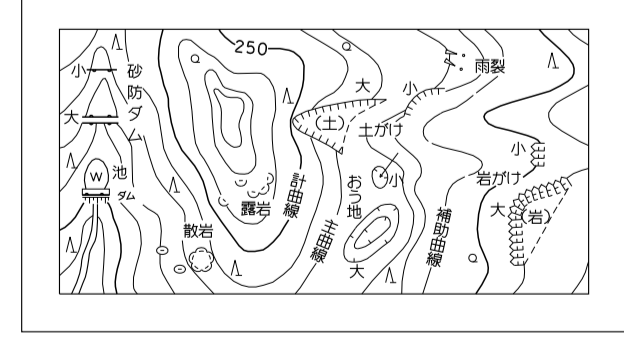 250
小
砂防ダム
大
W
池
ダム
散岩
露岩
計曲線
主曲線
大
(土)
土がけ
小
雨裂
おう地
小
大
補助曲線
小
岩がけ
大
(岩)